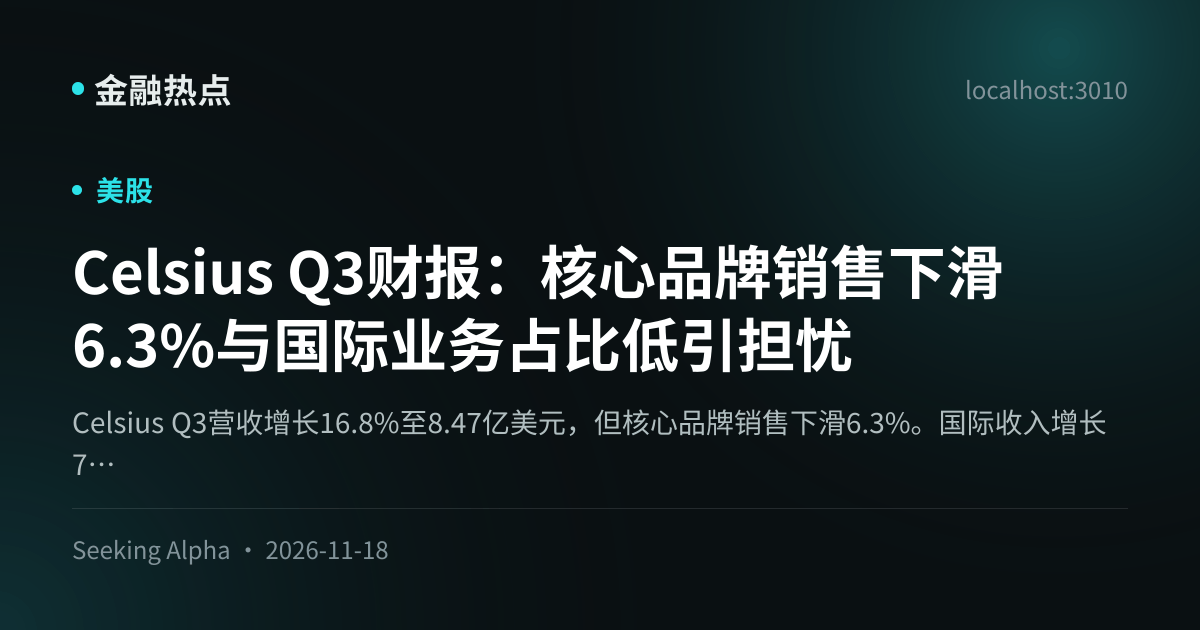 金融热点
localhost:3010
美股
Celsius Q3财报：核心品牌销售下滑
6.3%与国际业务占比低引担忧
Celsius Q3营收增长16.8%至8.47亿美元，但核心品牌销售下滑6.3%。国际收入增长
7…
Seeking Alpha · 2026-11-18